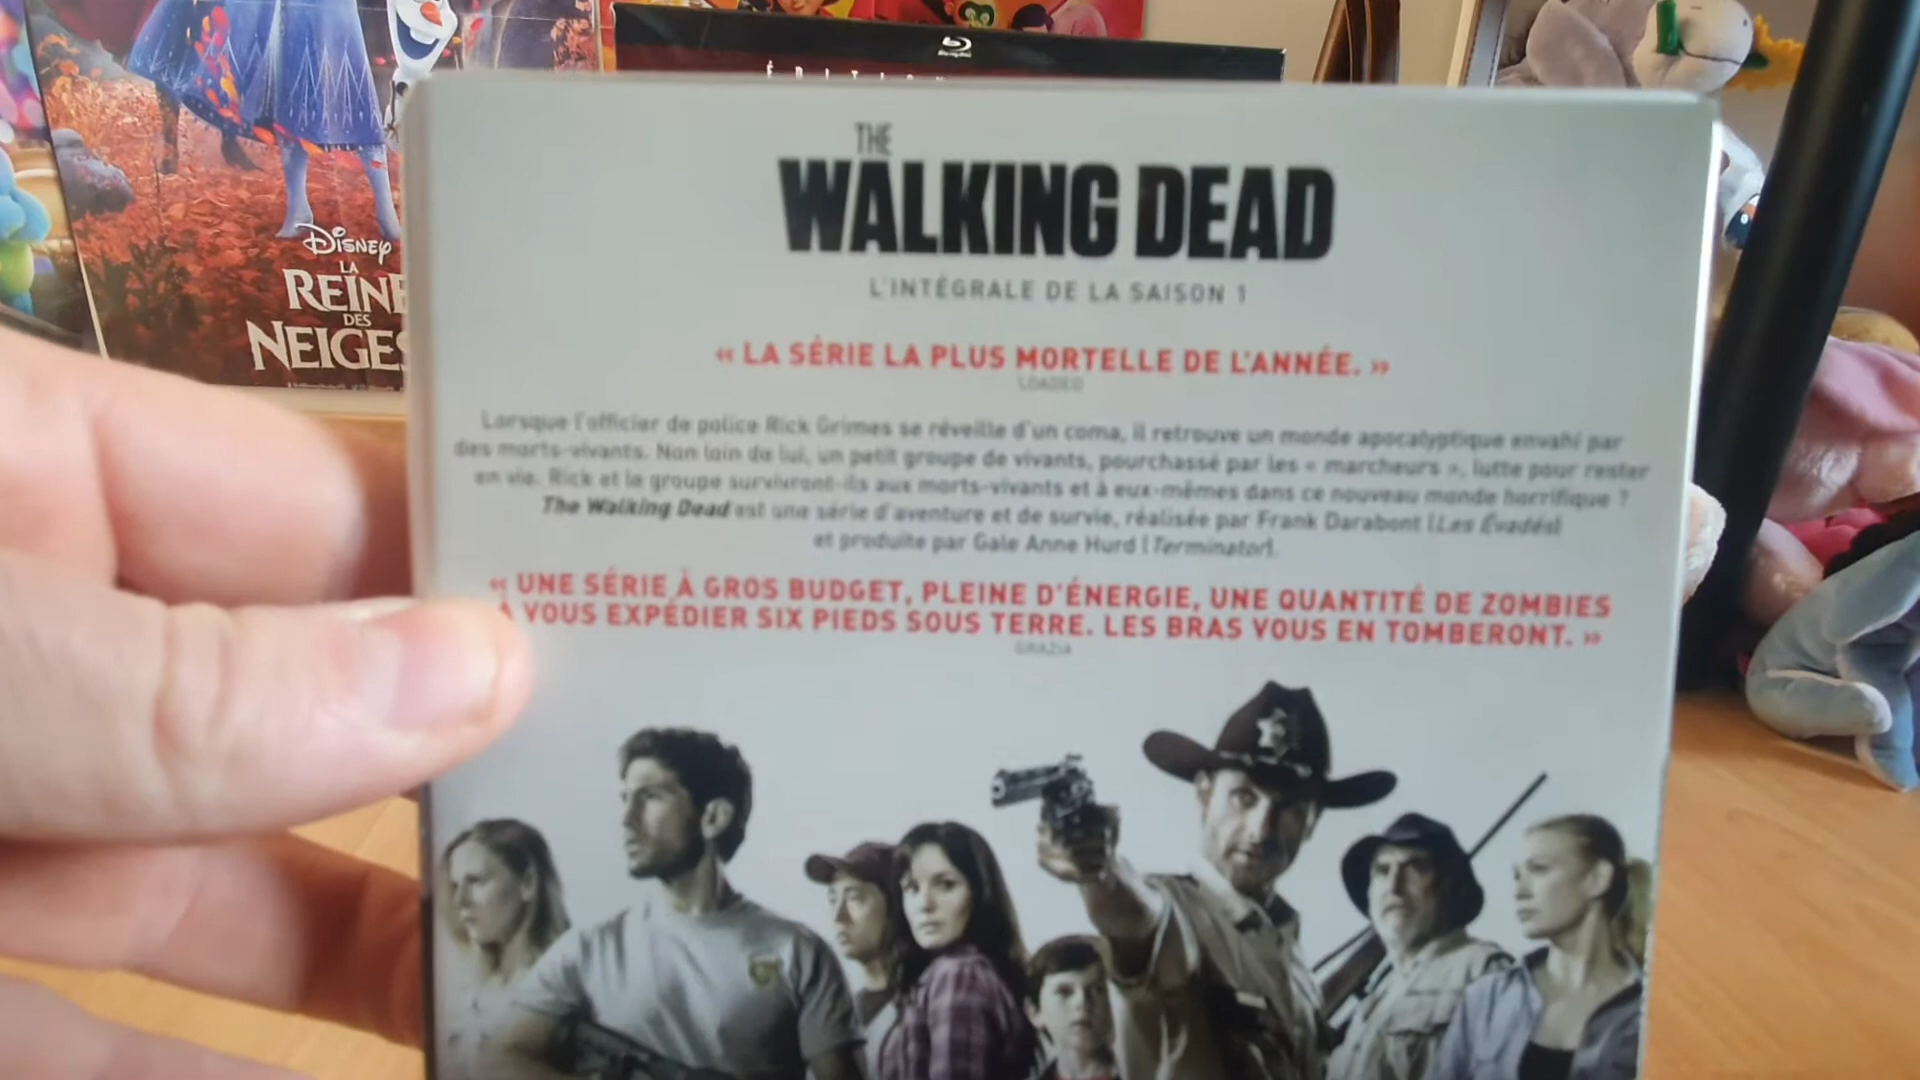 Blu-ray Disc
ÉDITION
DISNEY
LA
REINE
DES
NEIGES
THE
WALKING DEAD
L'INTÉGRALE DE LA SAISON 1
« LA SÉRIE LA PLUS MORTELLE DE L'ANNÉE. »
LOADED
Lorsque l'officier de police Rick Grimes se réveille d'un coma, il retrouve un monde apocalyptique envahi par
des morts-vivants. Non loin de lui, un petit groupe de vivants, pourchassé par les « marcheurs », lutte pour rester
en vie. Rick et le groupe survivront-ils aux morts-vivants et à eux-mêmes dans ce nouveau monde horrifique ?
The Walking Dead est une série d'aventure et de survie, réalisée par Frank Darabont (Les Évadés)
et produite par Gale Anne Hurd (Terminator).
« UNE SÉRIE À GROS BUDGET, PLEINE D'ÉNERGIE, UNE QUANTITÉ DE ZOMBIES
À VOUS EXPÉDIER SIX PIEDS SOUS TERRE. LES BRAS VOUS EN TOMBERONT. »
GRAZIA